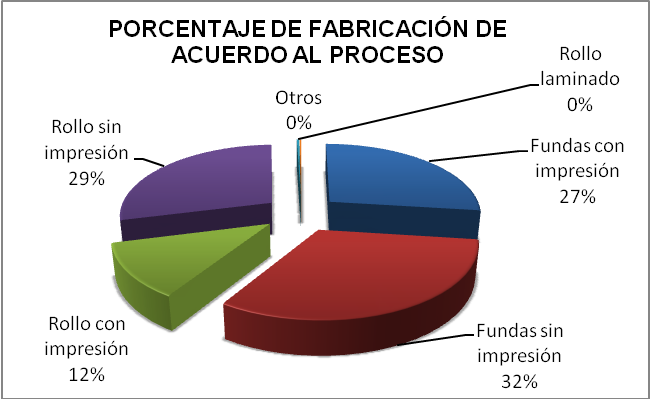 PORCENTAJE DE FABRICACIÓN DE
ACUERDO AL PROCESO
Rollo
laminado
0%
Otros
0%
Rollo sin
impresión
29%
Fundas con
impresión
27%
Rollo con
impresión
12%
Fundas sin
impresión
32%